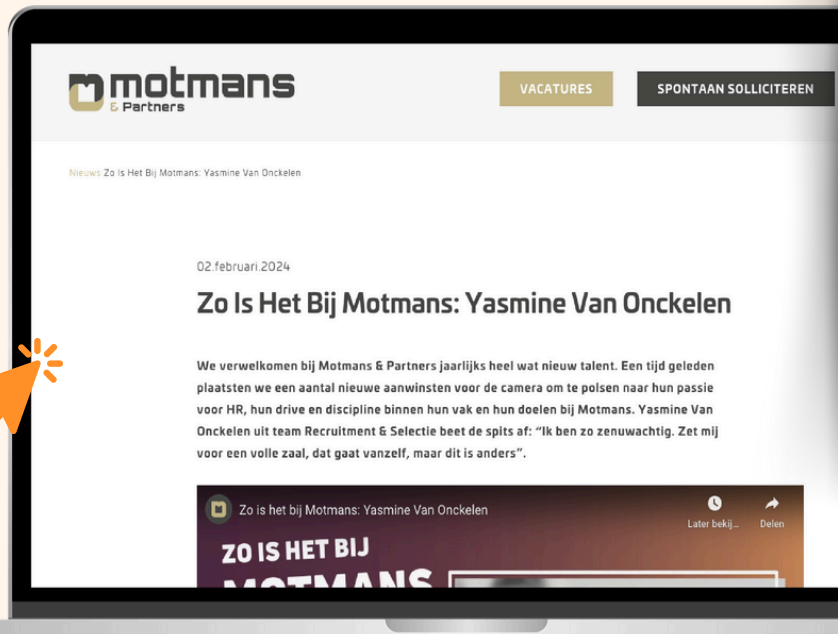 motmans
& Partners
VACATURES
SPONTAAN SOLLICITEREN
Nieuws Zo Is Het Bij Motmans: Yasmine Van Onckelen
02.februari.2024
Zo Is Het Bij Motmans: Yasmine Van Onckelen
We verwelkomen bij Motmans & Partners jaarlijks heel wat nieuw talent. Een tijd geleden
plaatsten we een aantal nieuwe aanwinsten voor de camera om te polsen naar hun passie
voor HR, hun drive en discipline binnen hun vak en hun doelen bij Motmans. Yasmine Van
Onckelen uit team Recruitment & Selectie beet de spits af: “Ik ben zo zenuwachtig. Zet mij
voor een volle zaal, dat gaat vanzelf, maar dit is anders”.
Zo is het bij Motmans: Yasmine Van Onckelen
Later bekij...
Delen
ZO IS HET BIJ
MOTMANS